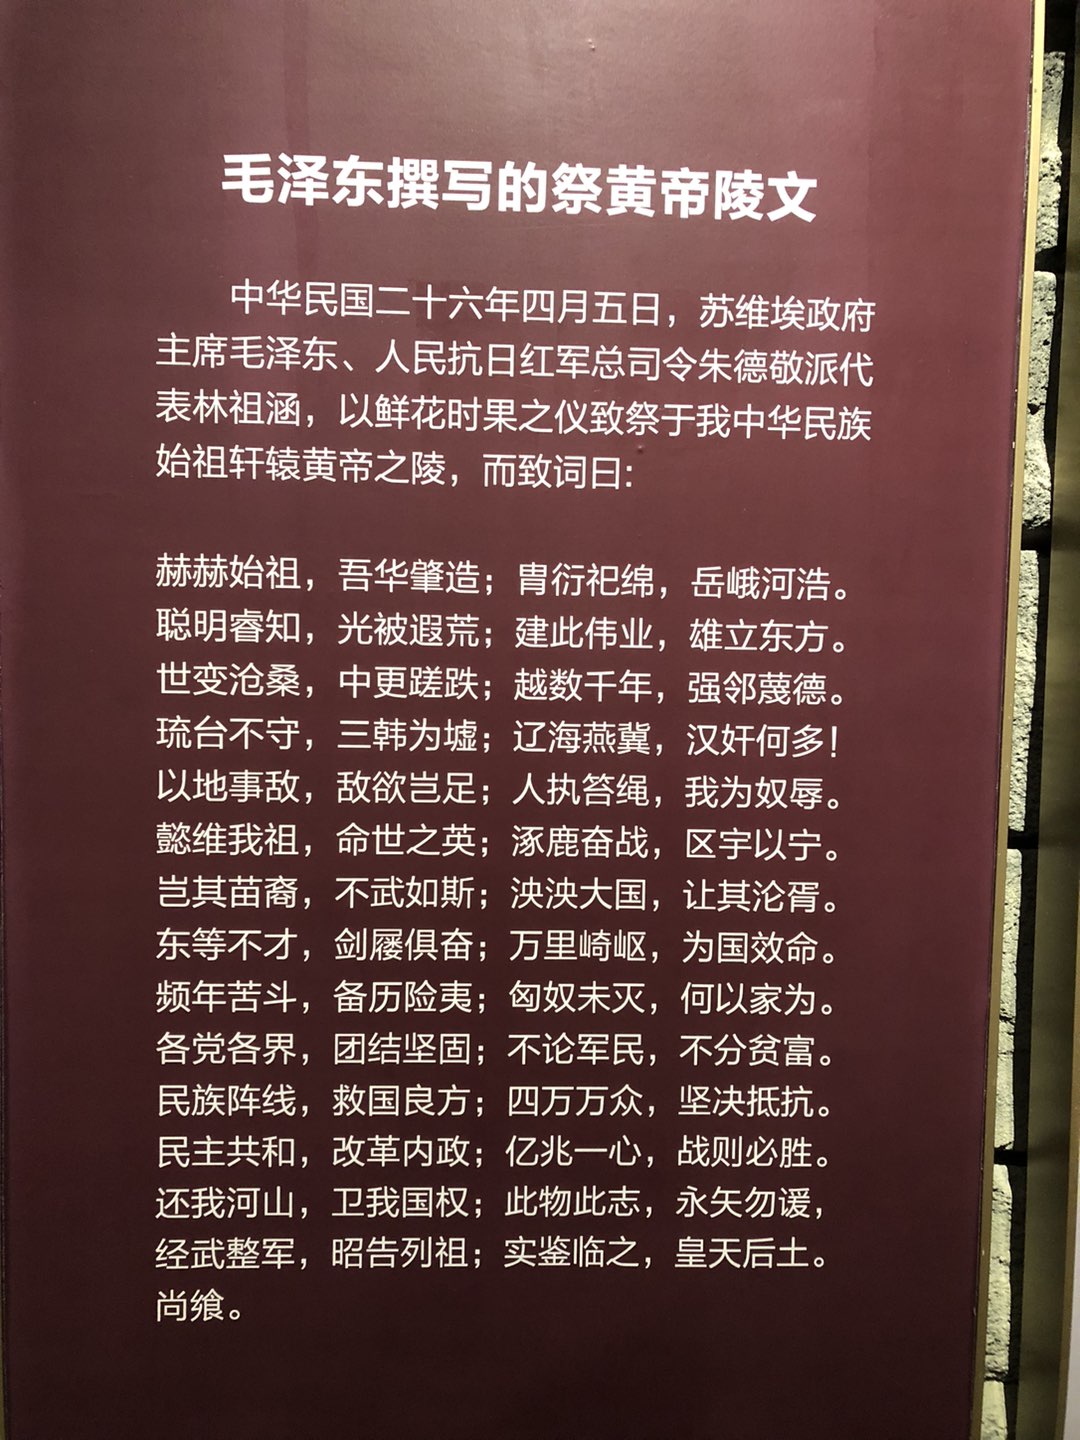 毛泽东撰写的祭黄帝陵文
中华民国二十六年四月五日，苏维埃政府
主席毛泽东、人民抗日红军总司令朱德敬派代
表林祖涵，以鲜花时果之仪致祭于我中华民族
始祖轩辕黄帝之陵，而致词曰:
赫赫始祖，吾华肇造；胄衍祀绵，岳峨河浩。
聪明睿知，光被遐荒；建此伟业，雄立东方。
世变沧桑，中更蹉跌；越数千年，强邻蔑德。
琉台不守，三韩为墟；辽海燕冀，汉奸何多！
以地事敌，敌欲岂足；人执笞绳，我为奴辱。
懿维我祖，命世之英；涿鹿奋战，区宇以宁。
岂其苗裔，不武如斯；泱泱大国，让其沦胥。
东等不才，剑屦俱奋；万里崎岖，为国效命。
频年苦斗，备历险夷；匈奴未灭，何以家为。
各党各界，团结坚固；不论军民，不分贫富。
民族阵线，救国良方；四万万众，坚决抵抗。
民主共和，改革内政；亿兆一心，战则必胜。
还我河山，卫我国权；此物此志，永矢勿谖，
经武整军，昭告列祖；实鉴临之，皇天后土。
尚飨。